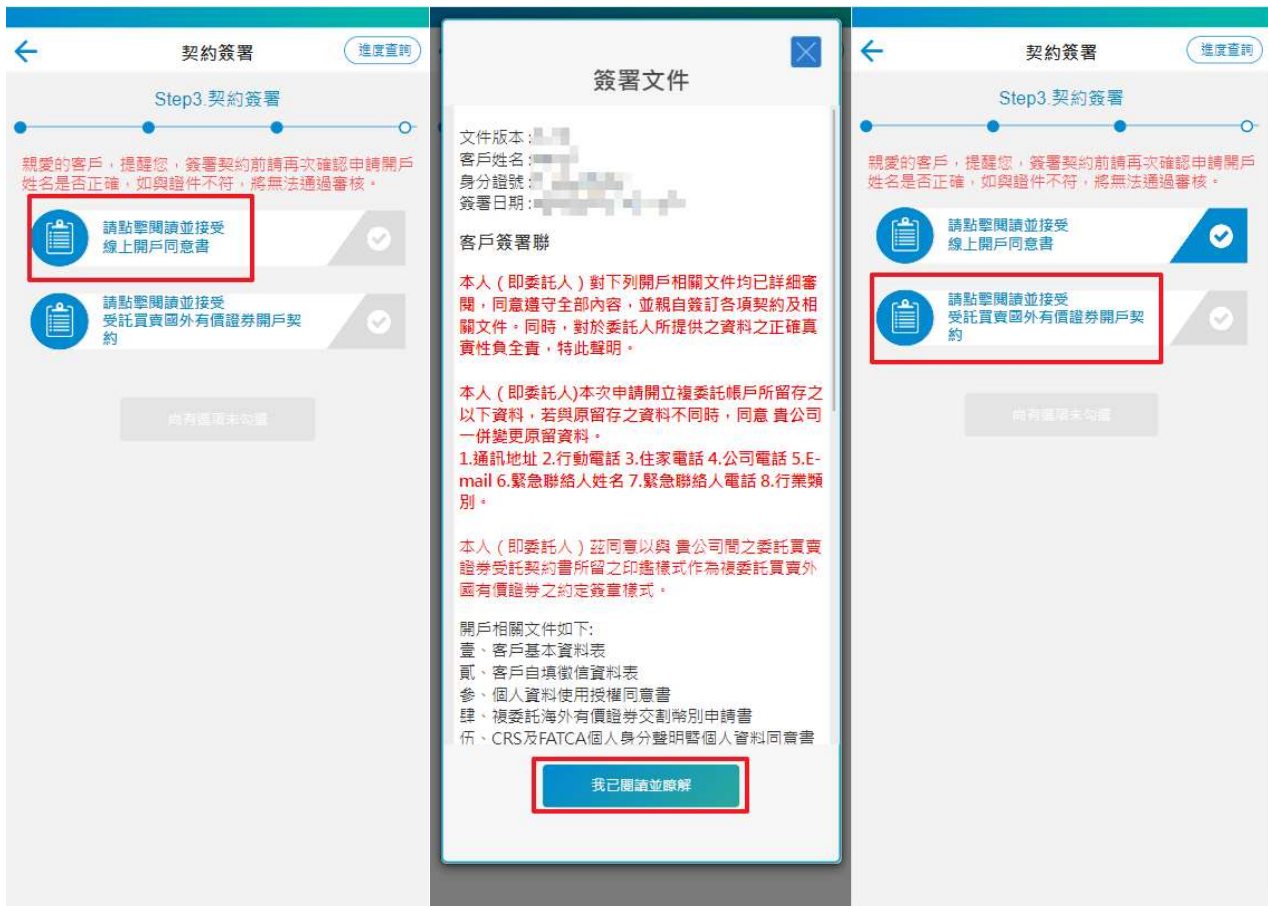 契約簽署
進度查詢
Step3.契約簽署
親愛的客戶，提醒您，簽署契約前請再次確認申請開戶
姓名是否正確，如與證件不符，將無法通過審核。
請點擊閱讀並接受
線上開戶同意書
請點擊閱讀並接受
受託買賣國外有價證券開戶契
約
尚有選項未勾選
簽署文件
文件版本:
客戶姓名:
身分證號:
簽署日期:
客戶簽署聯
本人（即委託人）對下列開戶相關文件均已詳細審
閱，同意遵守全部內容，並親自簽訂各項契約及相
關文件。同時，對於委託人所提供之資料之正確真
實性負全責，特此聲明。
本人（即委託人)本次申請開立複委託帳戶所留存之
以下資料，若與原留存之資料不同時，同意 貴公司
一併變更原留資料。
1.通訊地址 2.行動電話 3.住家電話 4.公司電話 5.E-
mail 6.緊急聯絡人姓名 7.緊急聯絡人電話 8.行業類
別。
本人（即委託人）茲同意以與 貴公司間之委託買賣
證券受託契約書所留之印鑑樣式作為複委託買賣外
國有價證券之約定簽章樣式。
開戶相關文件如下:
壹、客戶基本資料表
貳、客戶自填徵信資料表
參、個人資料使用授權同意書
肆、複委託海外有價證券交割幣別申請書
伍、CRS及FATCA個人身分聲明暨個人資料同意書
我已閱讀並瞭解
契約簽署
進度查詢
Step3.契約簽署
親愛的客戶，提醒您，簽署契約前請再次確認申請開戶
姓名是否正確，如與證件不符，將無法通過審核。
請點擊閱讀並接受
線上開戶同意書
請點擊閱讀並接受
受託買賣國外有價證券開戶契
約
尚有選項未勾選